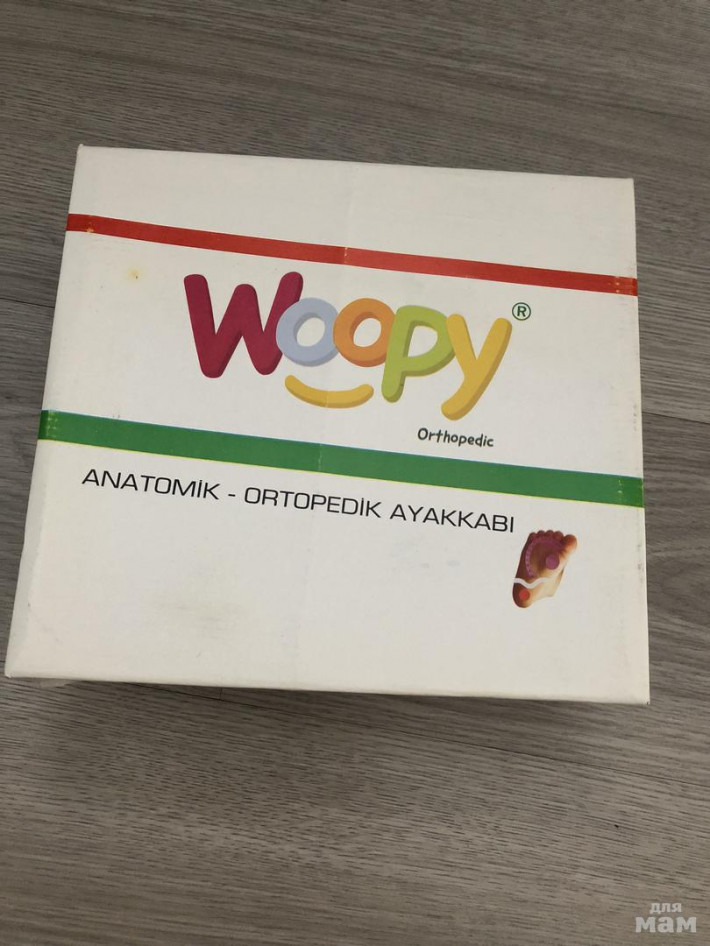 Woopy®
Orthopedic
ANATOMİK - ORTOPEDİK AYAKKABI
для
мам